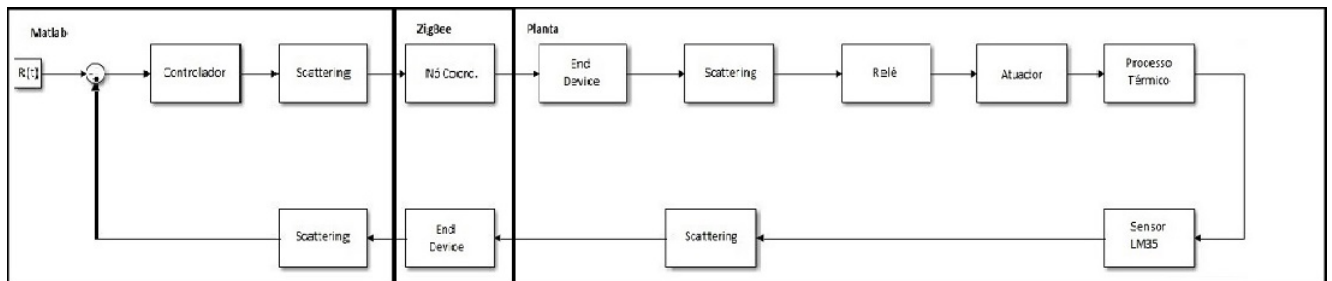 Matlab
ZigBee
Planta
R(t)
Controlador
Scattering
Nó Coord.
End
Device
Scattering
Relé
Atuador
Processo
Térmico
Scattering
End
Device
Scattering
Sensor
LM35